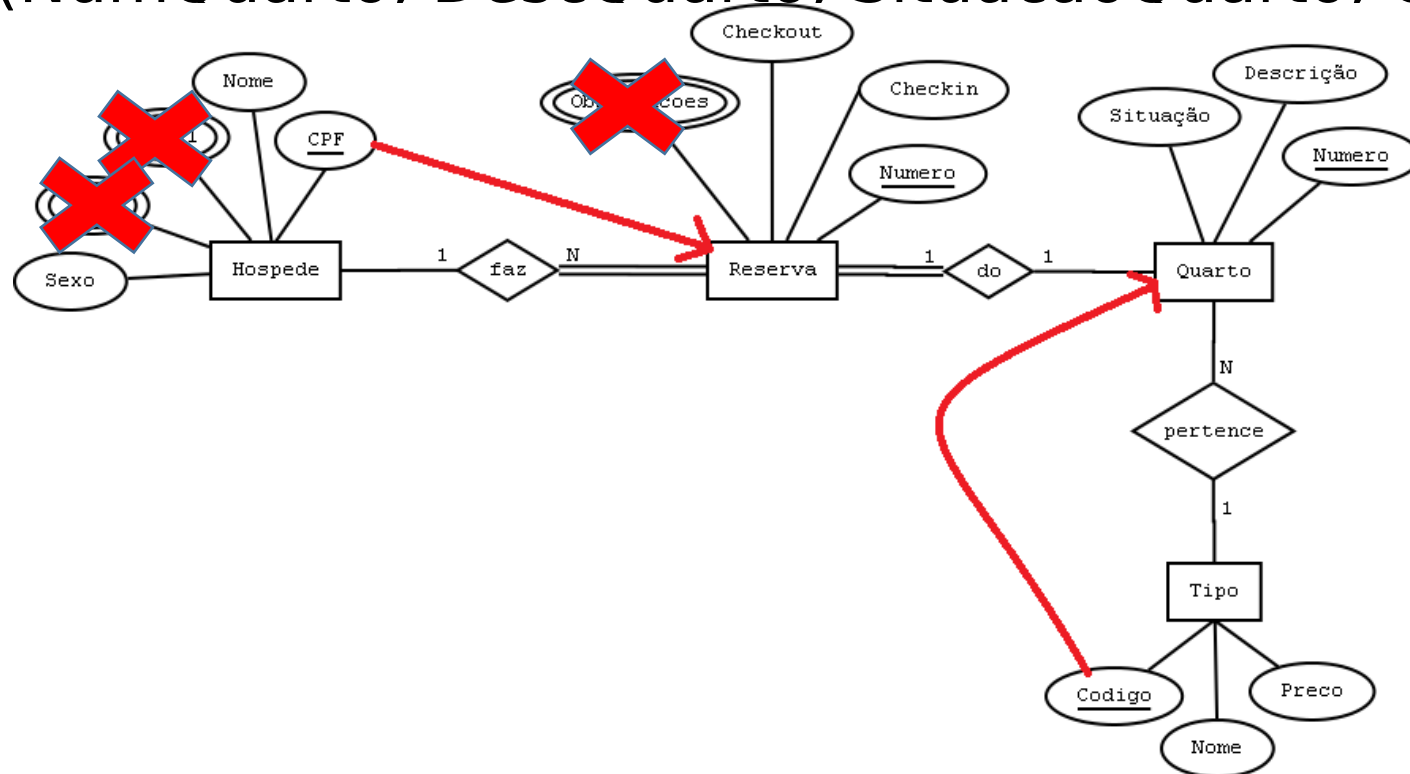 Checkout
Nome
Descrição
Checkin
Situação
CPF
Numero
Numero
1
N
1
1
Hospede
faz
Reserva
do
Quarto
Sexo
N
pertence
1
Tipo
Codigo
Preco
Nome